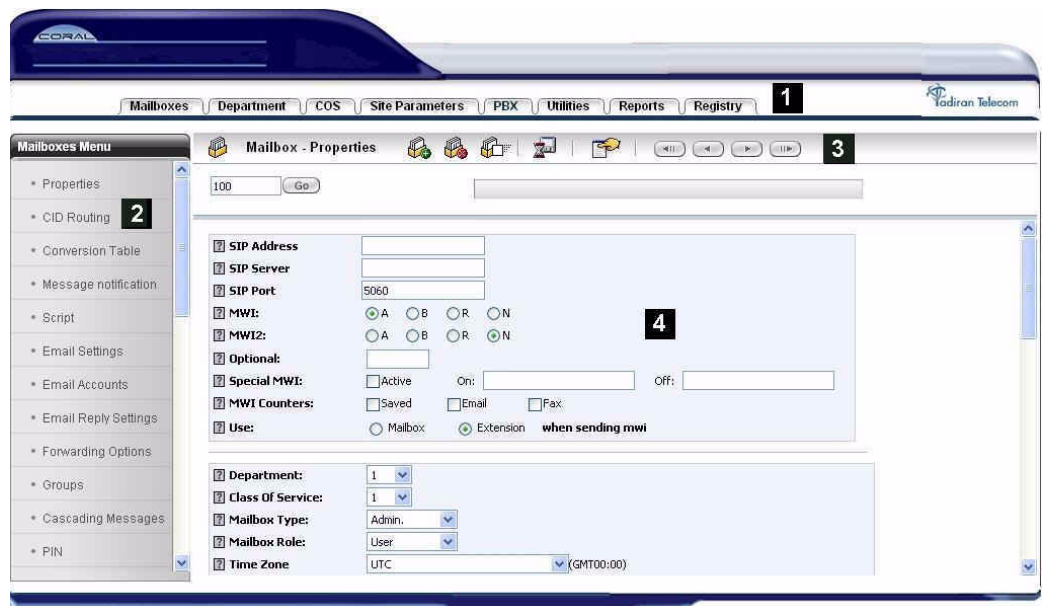 CORAL
Mailboxes Department COS Site Parameters PBX Utilities Reports Registry 1
Tadiran Telecom
Mailboxes Menu
Mailbox - Properties 3
100 Go
• Properties
• CID Routing 2
• Conversion Table
• Message notification
• Script
• Email Settings
• Email Accounts
• Email Reply Settings
• Forwarding Options
• Groups
• Cascading Messages
• PIN
? SIP Address
? SIP Server
? SIP Port 5060
? MWI: A B R N
? MWI2: A B R N
4
? Optional:
? Special MWI: Active On: Off:
? MWI Counters: Saved Email Fax
? Use: Mailbox Extension when sending mwi
? Department: 1
? Class Of Service: 1
? Mailbox Type: Admin.
? Mailbox Role: User
? Time Zone UTC (GMT00:00)